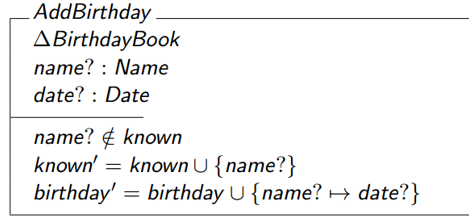 AddBirthday
ΔBirthdayBook
name? : Name
date? : Date
name? ∉ known
known′ = known ∪ {name?}
birthday′ = birthday ∪ {name? ↦ date?}